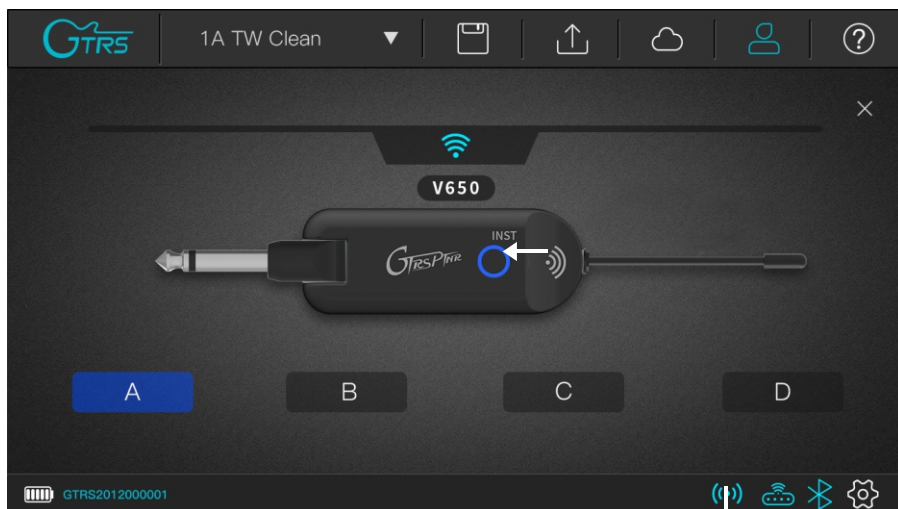 GTRS
1A TW Clean
?
V650
INST
GTRSPTNR
A
B
C
D
GTRS2012000001